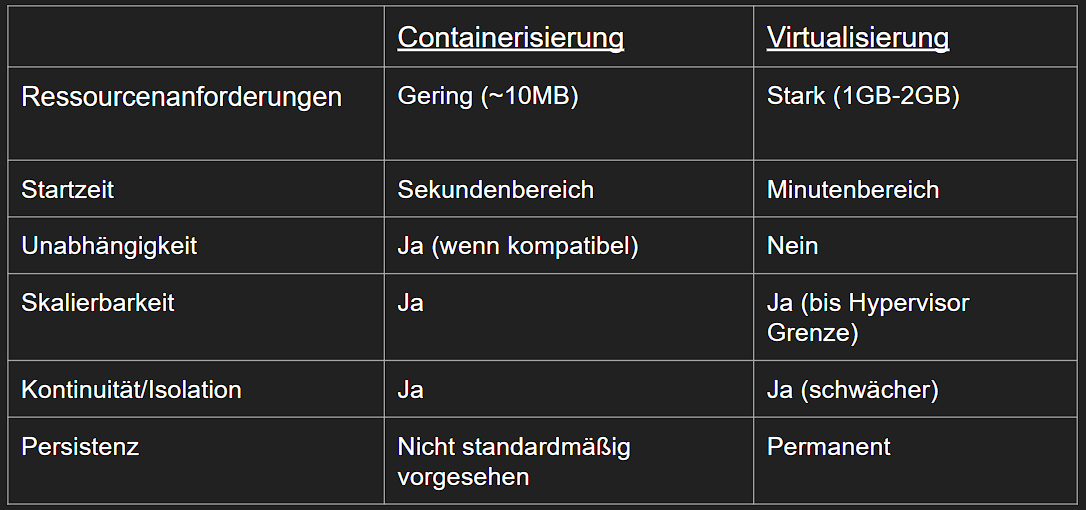 Containerisierung Virtualisierung
Ressourcenanforderungen Gering (~10MB) Stark (1GB-2GB)
Startzeit Sekundenbereich Minutenbereich
Unabhängigkeit Ja (wenn kompatibel) Nein
Skalierbarkeit Ja Ja (bis Hypervisor
Grenze)
Kontinuität/Isolation Ja Ja (schwächer)
Persistenz Nicht standardmäßig Permanent
vorgesehen